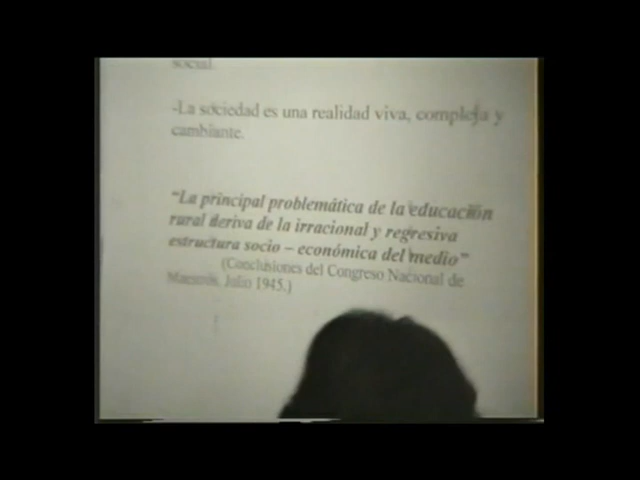 social.
-La sociedad es una realidad viva, compleja y
cambiante.
“La principal problemática de la educación
rural deriva de la irracional y regresiva
estructura socio – económica del medio”
(Conclusiones del Congreso Nacional de
Maestros, Julio 1945.)